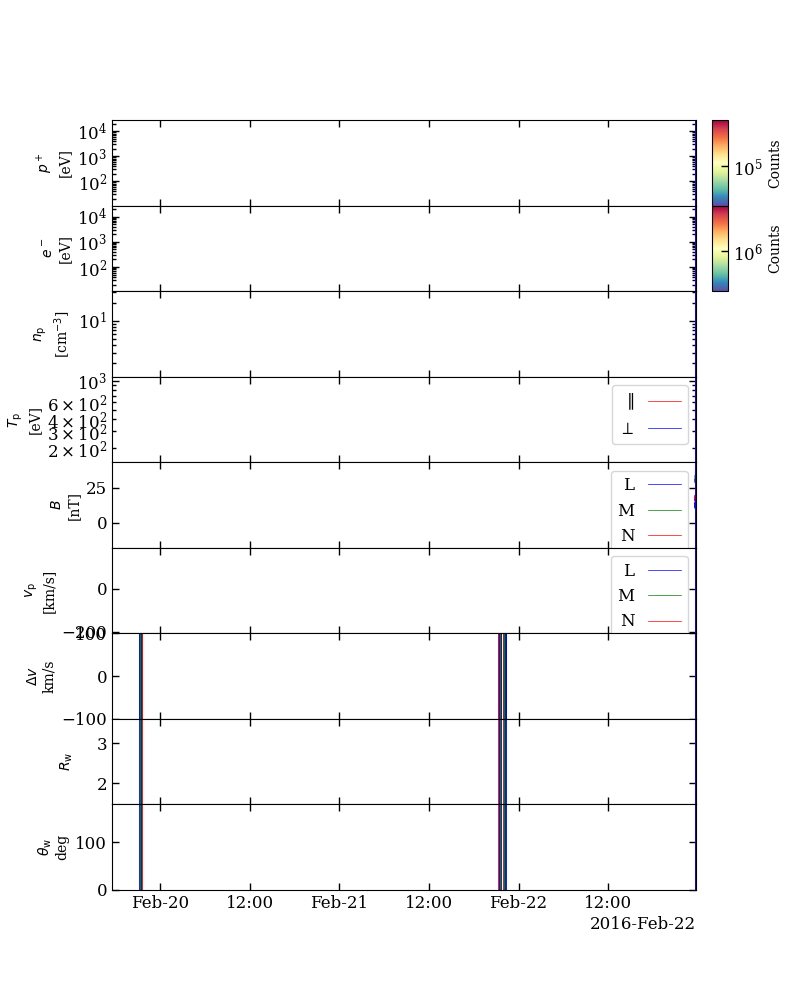 p⁺
[eV]
10⁴
10³
10²
10⁵
Counts
e⁻
[eV]
10⁴
10³
10²
10⁶
Counts
nₚ
[cm⁻³]
10¹
Tₚ
[eV]
10³
6 × 10²
4 × 10²
3 × 10²
2 × 10²
∥
⊥
B
[nT]
25
0
L
M
N
vₚ
[km/s]
0
−200
L
M
N
Δv
km/s
100
0
−100
R_w
3
2
θ_w
deg
100
0
Feb-20 12:00 Feb-21 12:00 Feb-22 12:00
2016-Feb-22